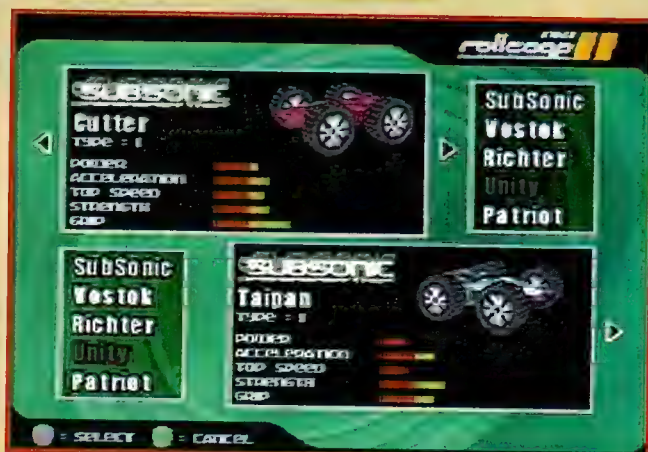 rollcage II
SUBSONIC
Cutter
TYPE = I
POWER
ACCELERATION
TOP SPEED
STRENGTH
GRIP
SubSonic
Vostok
Richter
Unity
Patriot
SubSonic
Vostok
Richter
Unity
Patriot
SUBSONIC
Taipan
TYPE = I
POWER
ACCELERATION
TOP SPEED
STRENGTH
GRIP
= SELECT = CANCEL